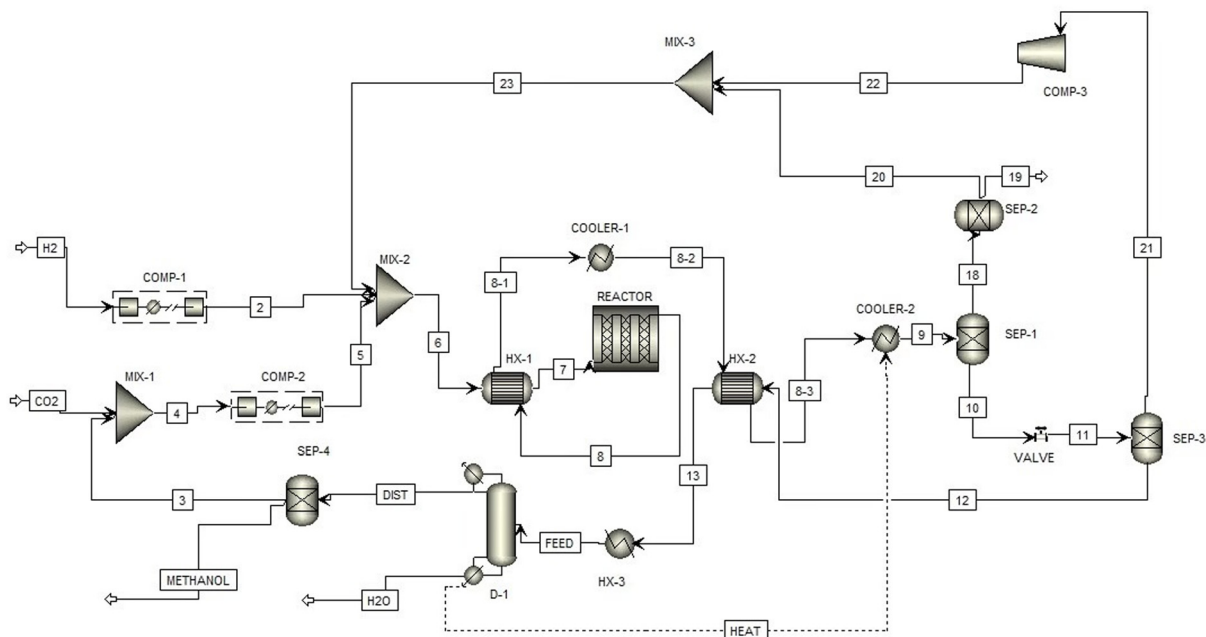 MIX-3
23
22
COMP-3
20
19
SEP-2
COOLER-1
8-2
21
H2
COMP-1
MIX-2
8-1
18
REACTOR
COOLER-2
2
9
SEP-1
5
6
HX-1
7
HX-2
MIX-1
COMP-2
8-3
CO2
4
10
11
SEP-3
VALVE
SEP-4
8
13
3
DIST
12
FEED
METHANOL
HX-3
H2O
D-1
HEAT